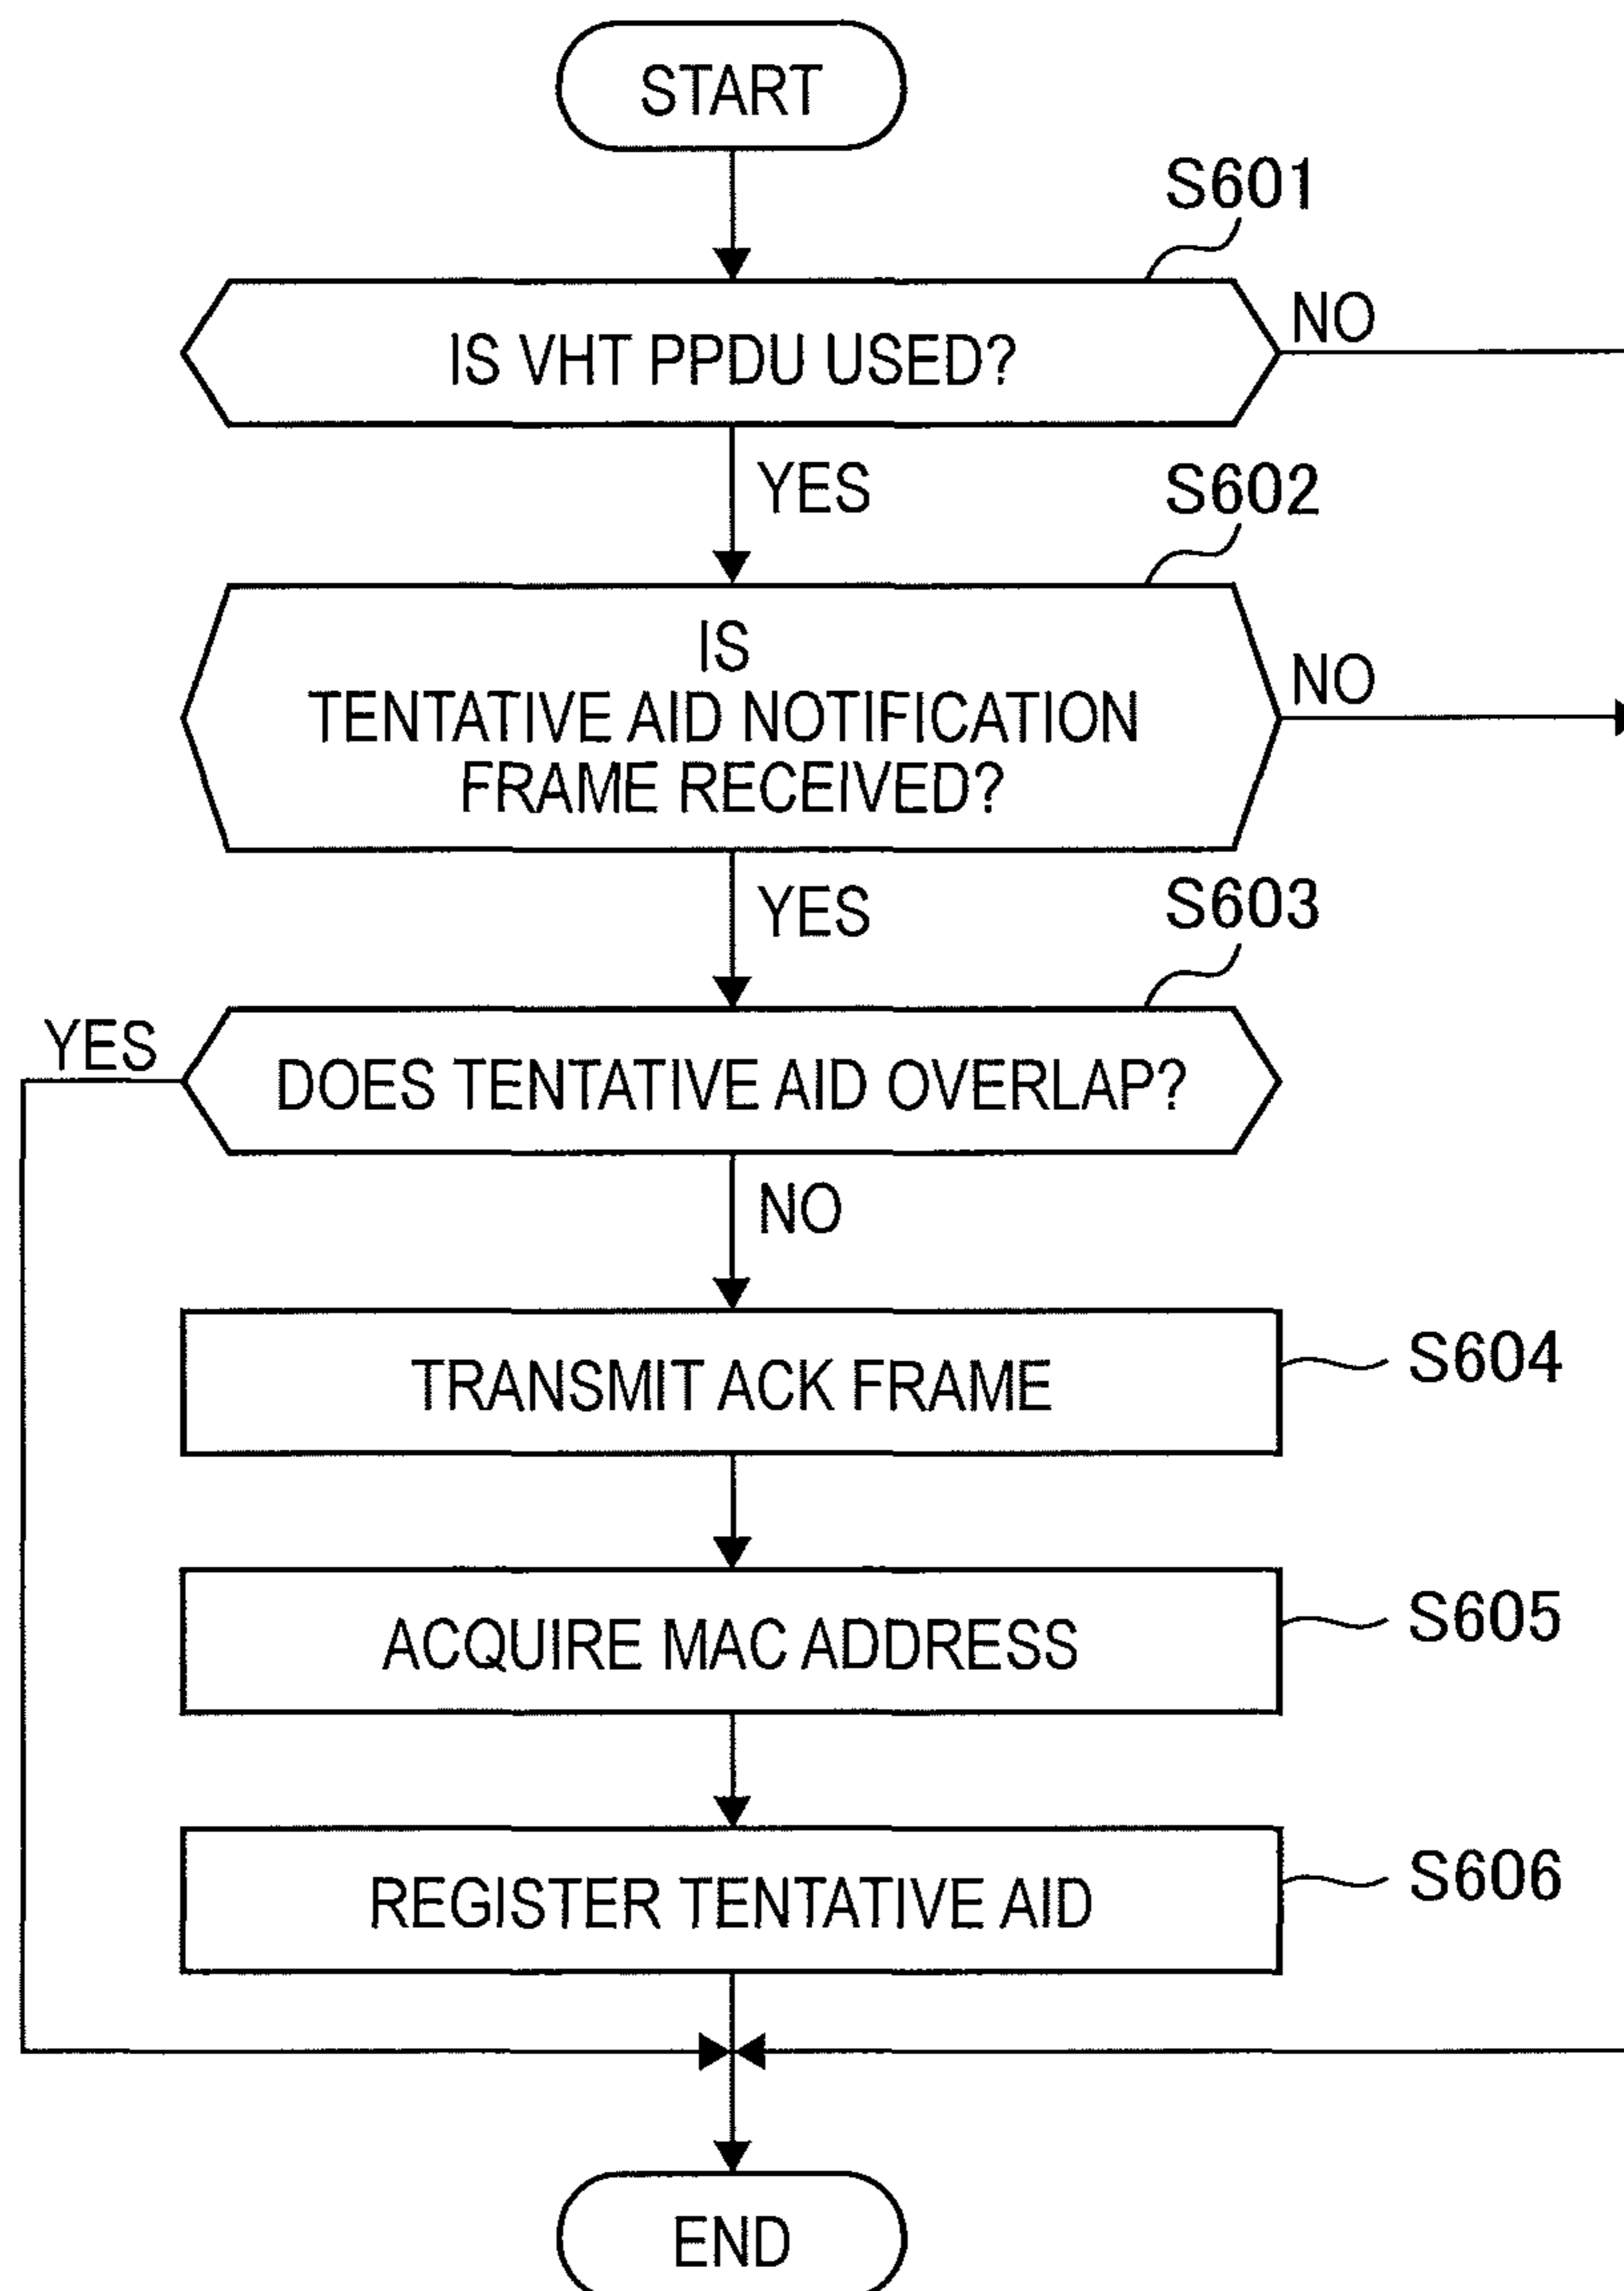 START
S601
IS VHT PPDU USED?
NO
YES
S602
IS
TENTATIVE AID NOTIFICATION
FRAME RECEIVED?
NO
YES
S603
YES
DOES TENTATIVE AID OVERLAP?
NO
TRANSMIT ACK FRAME
S604
ACQUIRE MAC ADDRESS
S605
REGISTER TENTATIVE AID
S606
END